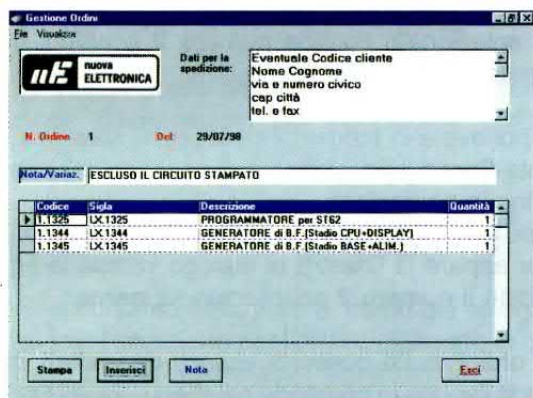 Gestione Ordini
File Visualizza
nE nuova ELETTRONICA
Dati per la spedizione:
Eventuale Codice cliente
Nome Cognome
via e numero civico
cap città
tel. e fax
N. Ordine 1 Del: 29/07/98
Nota/Variaz. ESCLUSO IL CIRCUITO STAMPATO
Codice Sigla Descrizione Quantità
1.1325 LX.1325 PROGRAMMATORE per ST62 1
1.1344 LX.1344 GENERATORE di B.F.(Stadio CPU+DISPLAY) 1
1.1345 LX.1345 GENERATORE di B.F.(Stadio BASE+ALIM.) 1
Stampa Inserisci Nota Esci